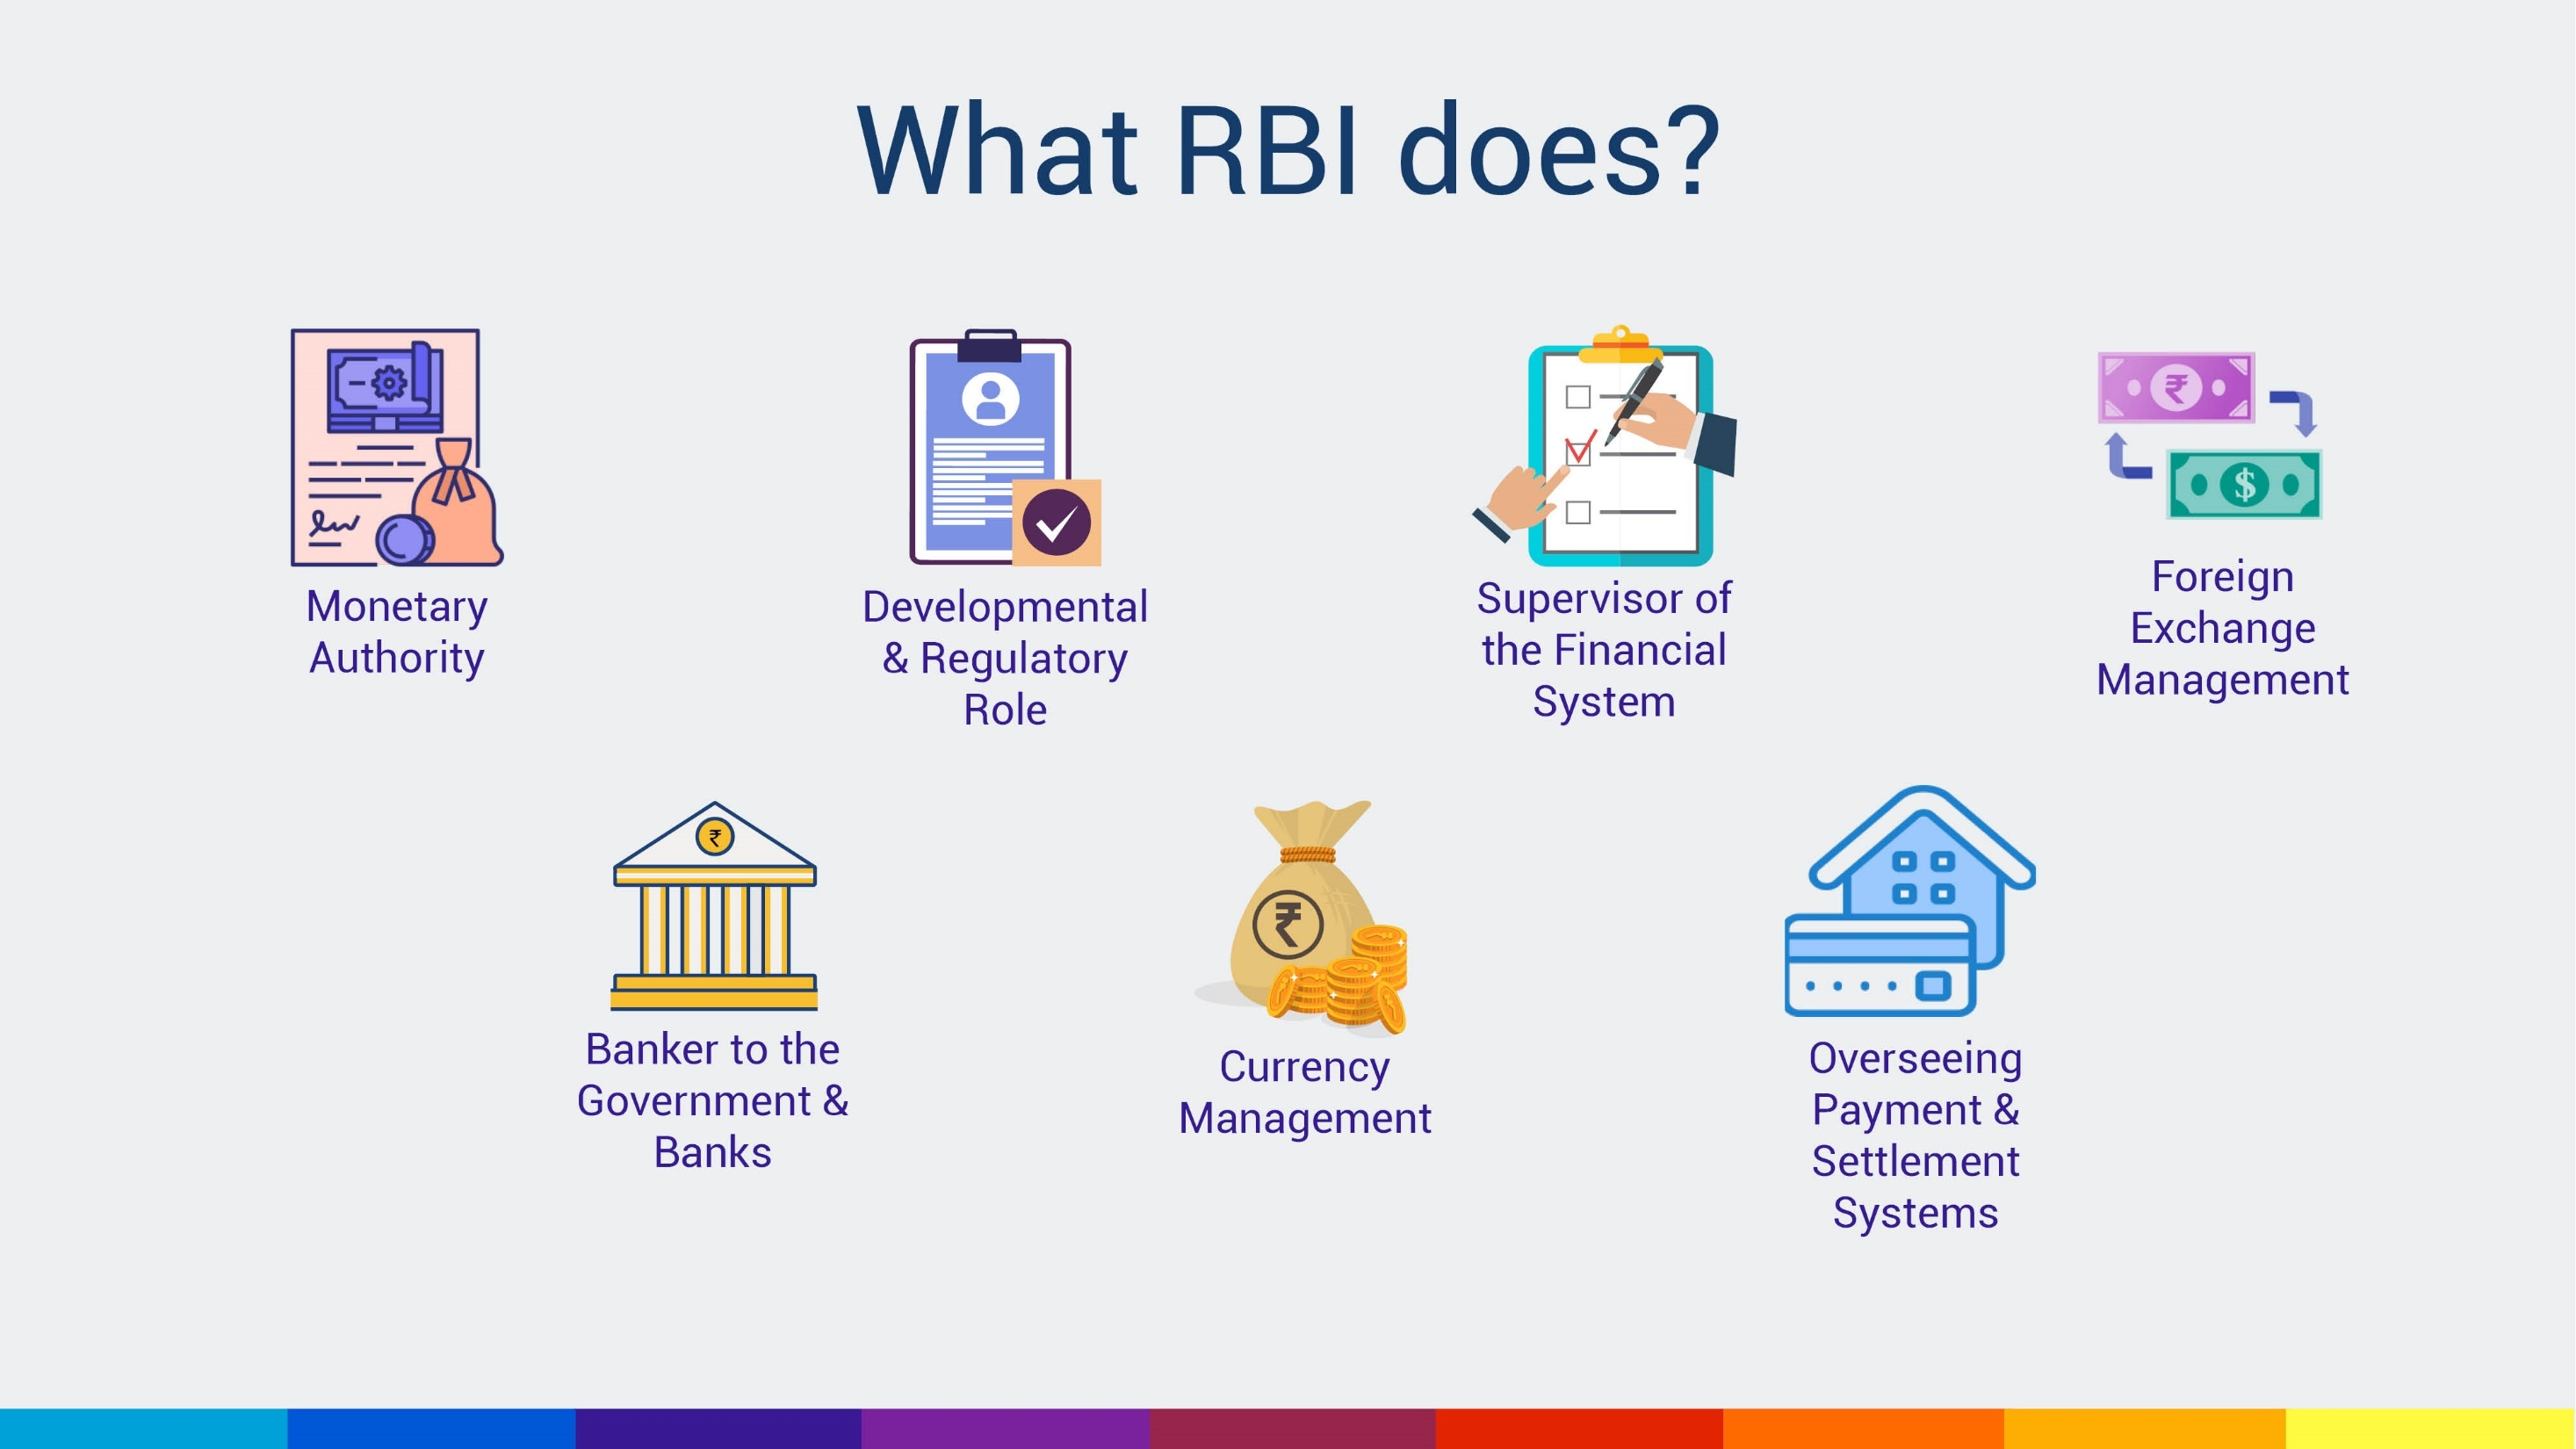 What RBI does?
₹
$
Monetary
Authority
Developmental
& Regulatory
Role
Supervisor of
the Financial
System
Foreign
Exchange
Management
₹
₹
Banker to the
Government &
Banks
Currency
Management
Overseeing
Payment &
Settlement
Systems